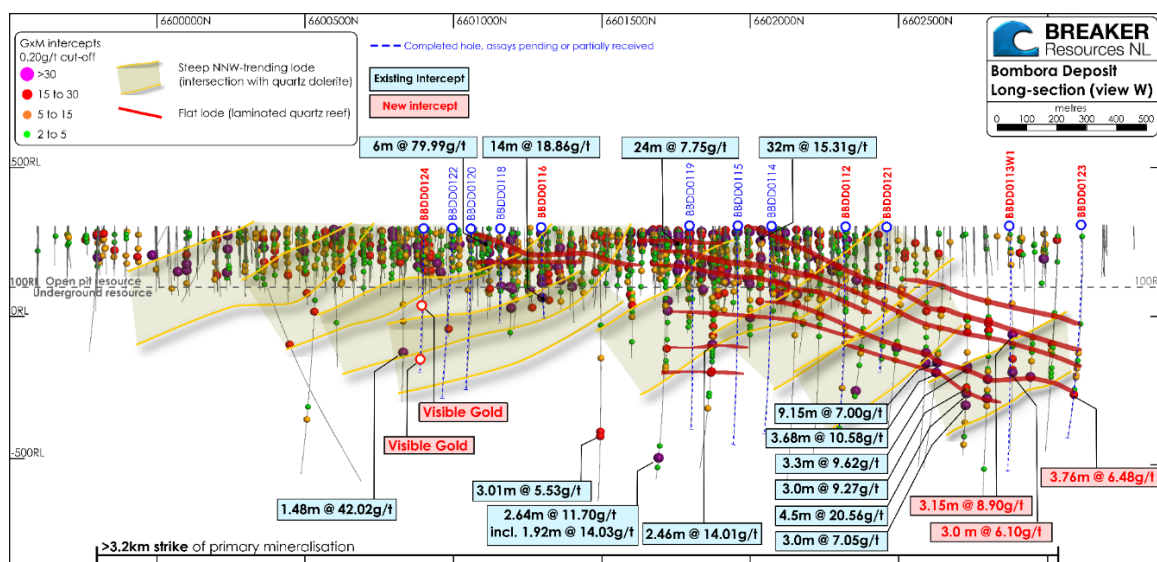 6600000N
6600500N
6601000N
6601500N
6602000N
6602500N
GxM intercepts
0.20g/t cut-off
>30
15 to 30
5 to 15
2 to 5
Steep NNW-trending lode
(intersection with quartz dolerite)
Flat lode (laminated quartz reef)
Completed hole, assays pending or partially received
Existing Intercept
New intercept
BREAKER
Resources NL
Bombora Deposit
Long-section (view W)
metres
0 100 200 300 400 500
500RL
6m @ 79.99g/t
14m @ 18.86g/t
24m @ 7.75g/t
32m @ 15.31g/t
BBDD0124
BBDD0122
BBDD0120
BBDD0118
BBDD0116
BBDD0119
BBDD0115
BBDD0114
BBDD0112
BBDD0121
BBDD0113W1
BBDD0123
100RL
Open pit resource
Underground resource
100R
0RL
-500RL
Visible Gold
Visible Gold
9.15m @ 7.00g/t
3.68m @ 10.58g/t
3.3m @ 9.62g/t
3.0m @ 9.27g/t
4.5m @ 20.56g/t
3.0m @ 7.05g/t
3.76m @ 6.48g/t
3.15m @ 8.90g/t
3.0 m @ 6.10g/t
1.48m @ 42.02g/t
3.01m @ 5.53g/t
2.64m @ 11.70g/t
incl. 1.92m @ 14.03g/t
2.46m @ 14.01g/t
>3.2km strike of primary mineralisation